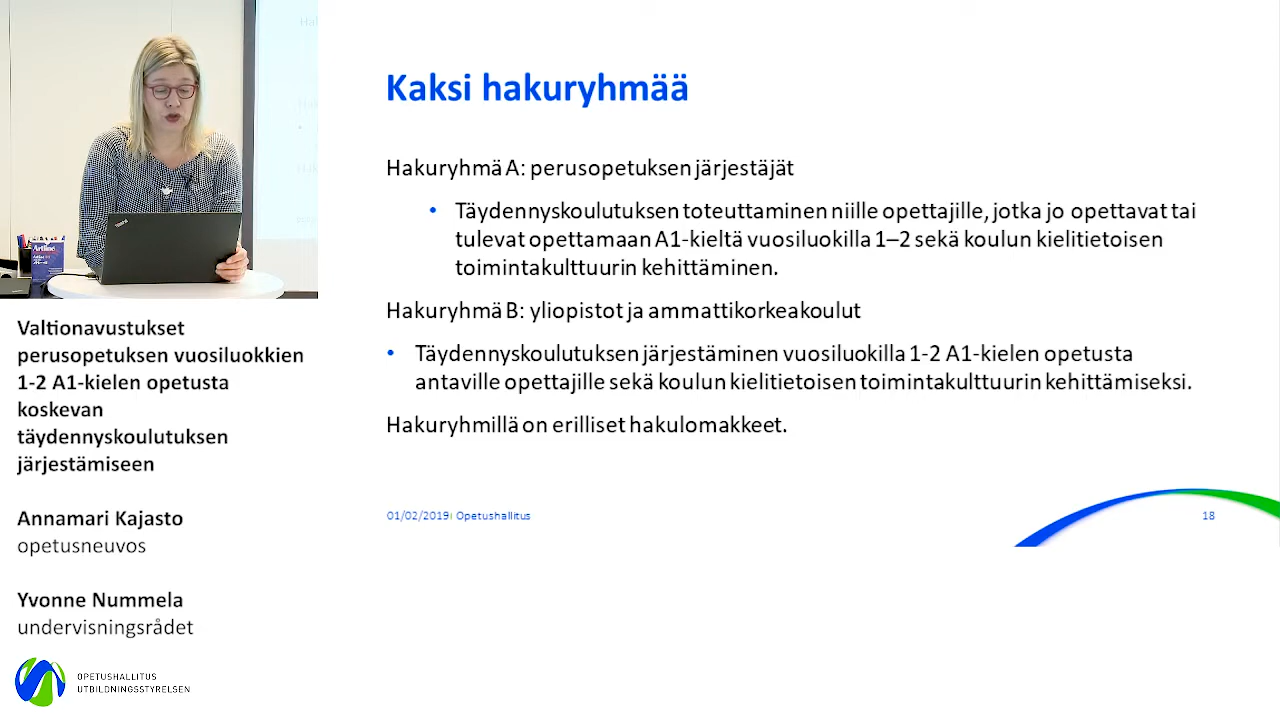 Kaksi hakuryhmää
Hakuryhmä A: perusopetuksen järjestäjät
• Täydennyskoulutuksen toteuttaminen niille opettajille, jotka jo opettavat tai
tulevat opettamaan A1-kieltä vuosiluokilla 1–2 sekä koulun kielitietoisen
toimintakulttuurin kehittäminen.
Hakuryhmä B: yliopistot ja ammattikorkeakoulut
• Täydennyskoulutuksen järjestäminen vuosiluokilla 1-2 A1-kielen opetusta
antaville opettajille sekä koulun kielitietoisen toimintakulttuurin kehittämiseksi.
Hakuryhmillä on erilliset hakulomakkeet.
01/02/2019 Opetushallitus
18
ThinkPad
Artline
Valtionavustukset
perusopetuksen vuosiluokkien
1-2 A1-kielen opetusta
koskevan
täydennyskoulutuksen
järjestämiseen
Annamari Kajasto
opetusneuvos
Yvonne Nummela
undervisningsrådet
OPETUSHALLITUS
UTBILDNINGSSTYRELSEN